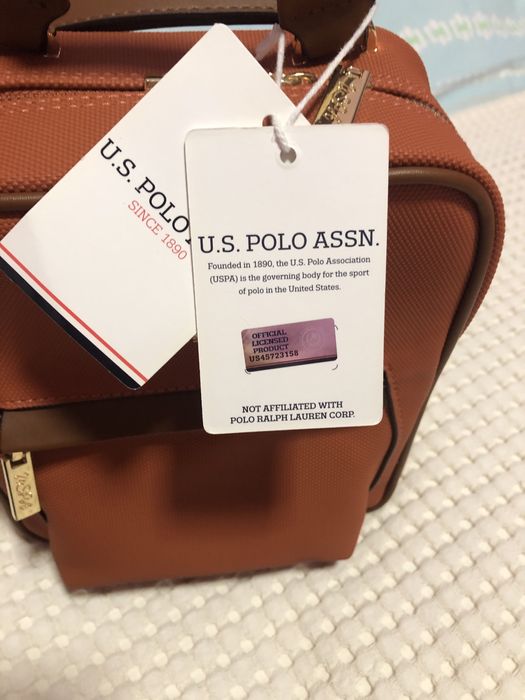 U.S. POLO
SINCE 1890
U.S. POLO ASSN.
Founded in 1890, the U.S. Polo Association
(USPA) is the governing body for the sport
of polo in the United States.
OFFICIAL
LICENSED
PRODUCT
US45723158
NOT AFFILIATED WITH
POLO RALPH LAUREN CORP.
USPA